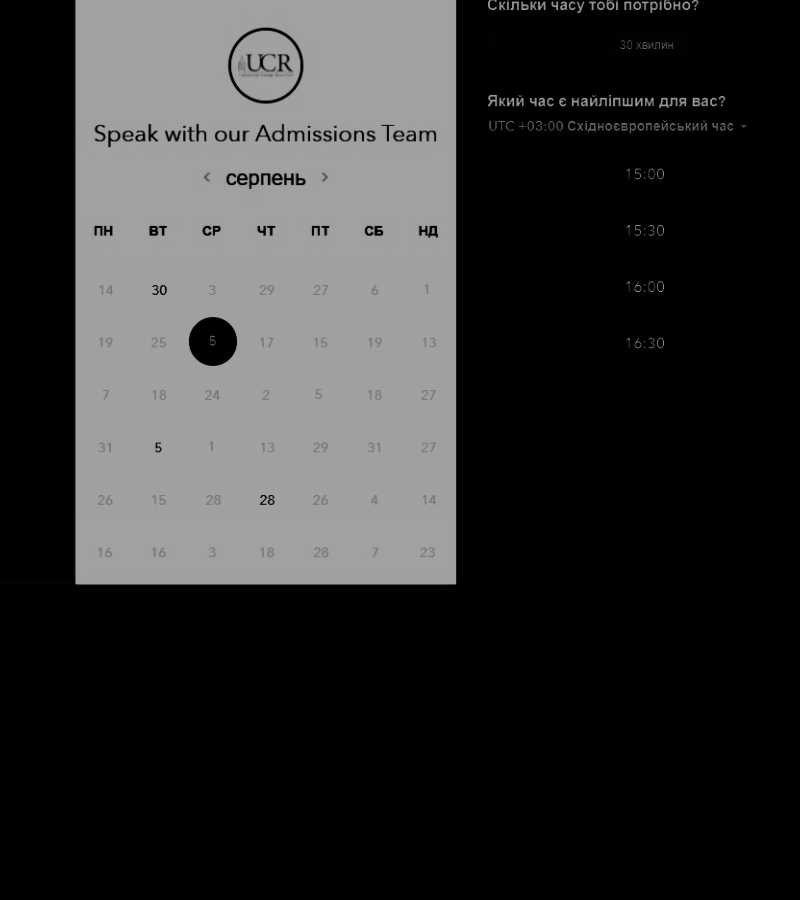 UCR
Speak with our Admissions Team
серпень
ПН ВТ СР ЧТ ПТ СБ НД
14 30 3 29 27 6 1
19 25 5 17 15 19 13
7 18 24 2 5 18 27
31 5 1 13 29 31 27
26 15 28 28 26 4 14
16 16 3 18 28 7 23
Скільки часу тобі потрібно?
30 хвилин
Який час є найліпшим для вас?
UTC +03:00 Східноєвропейський час
15:00
15:30
16:00
16:30